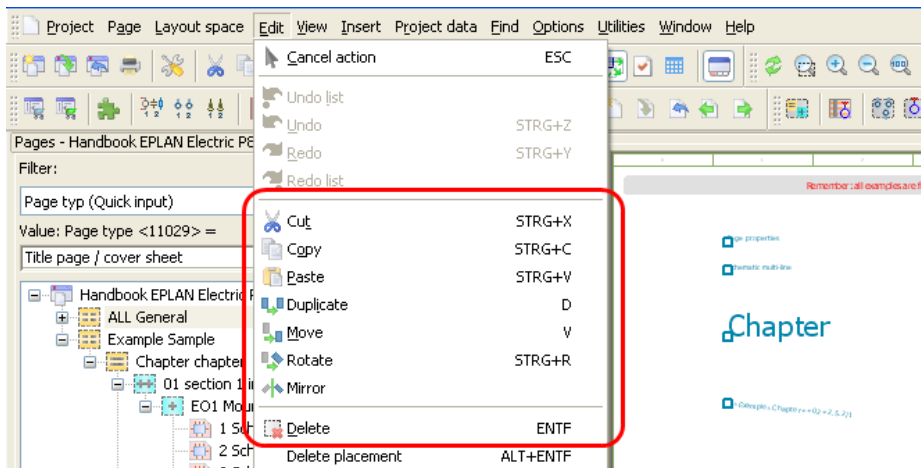 Project Page Layout space Edit View Insert Project data Find Options Utilities Window Help
Cancel action ESC
Undo list
Undo STRG+Z
Redo STRG+Y
Redo list
Cut STRG+X
Copy STRG+C
Paste STRG+V
Duplicate D
Move V
Rotate STRG+R
Mirror
Delete ENTF
Delete placement ALT+ENTF
Pages - Handbook EPLAN Electric P8
Filter:
Page typ (Quick input)
Value: Page type <11029> =
Title page / cover sheet
Handbook EPLAN Electric
ALL General
Example Sample
Chapter chapter
01 section 1
EO1
1
2
Remember: all examples are
page properties
multi-line
Chapter